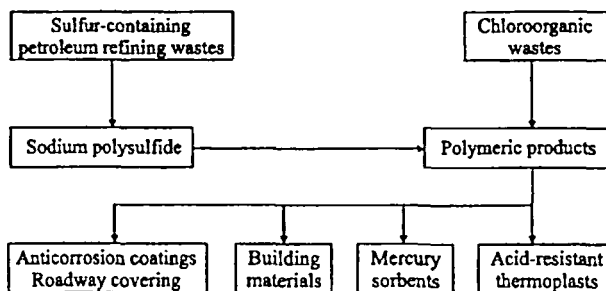 Sulfur-containing
petroleum refining wastes
Chloroorganic
wastes
Sodium polysulfide
Polymeric products
Anticorrosion coatings
Roadway covering
Building
materials
Mercury
sorbents
Acid-resistant
thermoplasts